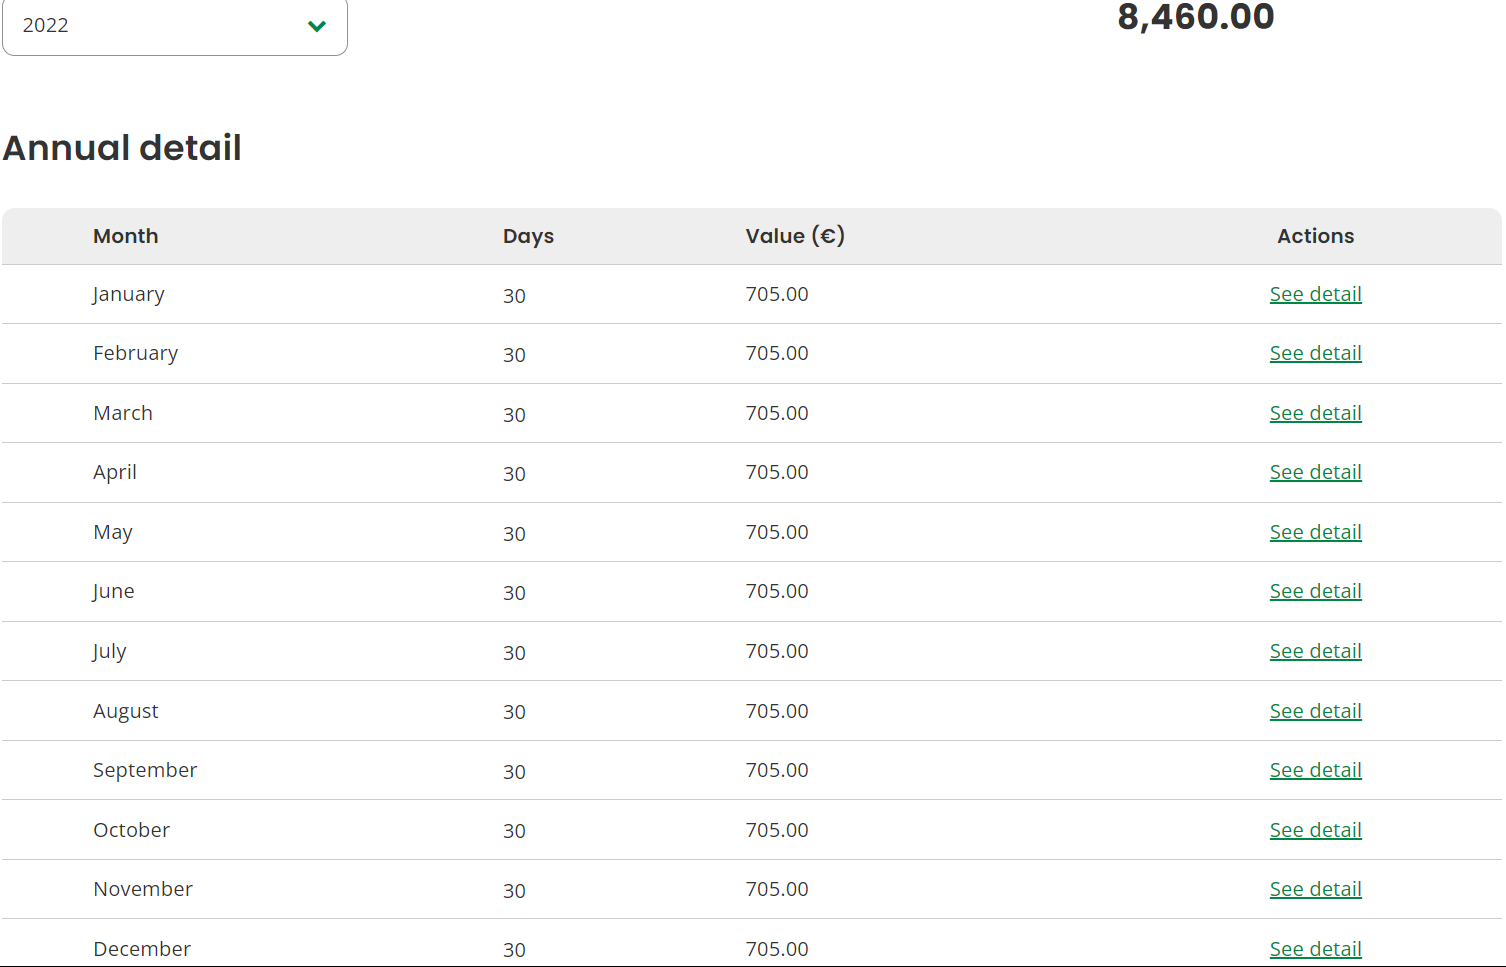 2022
8,460.00
Annual detail
Month Days Value (€) Actions
January 30 705.00 See detail
February 30 705.00 See detail
March 30 705.00 See detail
April 30 705.00 See detail
May 30 705.00 See detail
June 30 705.00 See detail
July 30 705.00 See detail
August 30 705.00 See detail
September 30 705.00 See detail
October 30 705.00 See detail
November 30 705.00 See detail
December 30 705.00 See detail